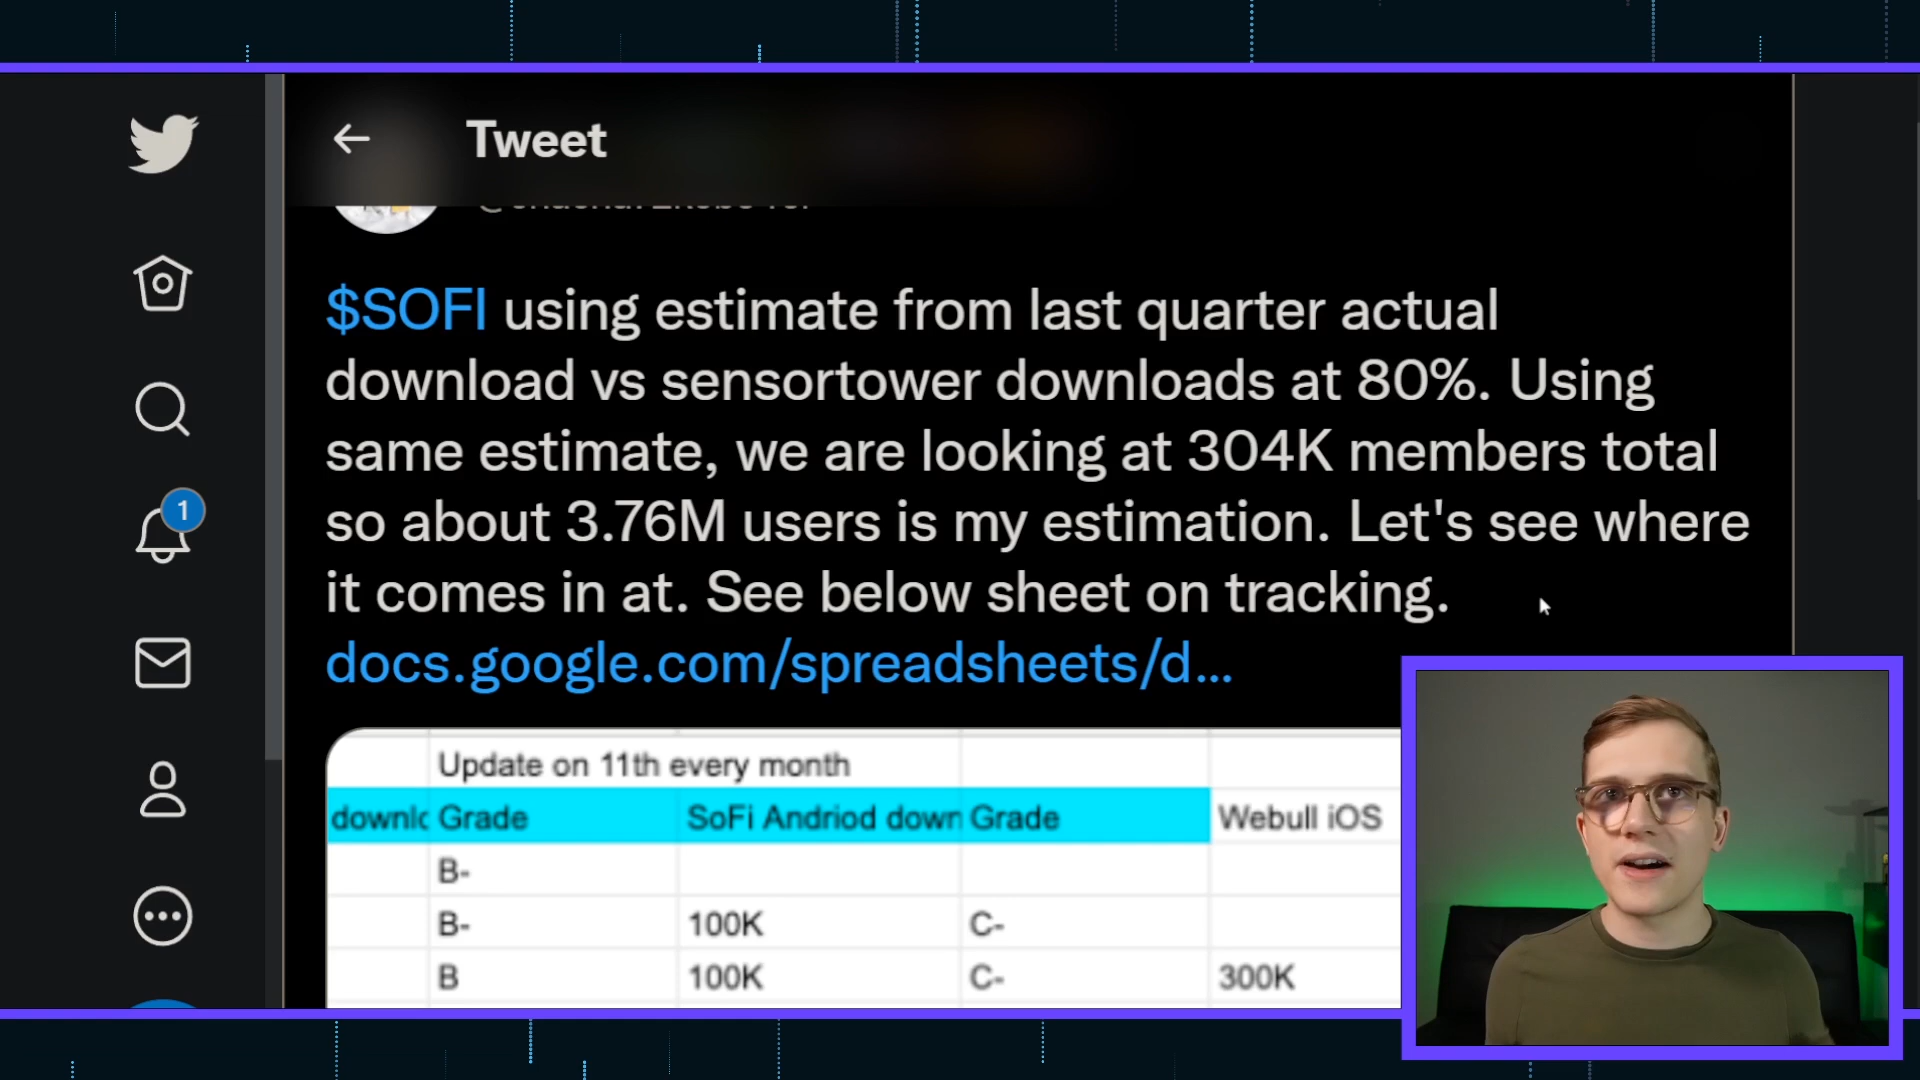 Tweet
$SOFI using estimate from last quarter actual
download vs sensortower downloads at 80%. Using
same estimate, we are looking at 304K members total
so about 3.76M users is my estimation. Let's see where
it comes in at. See below sheet on tracking.
docs.google.com/spreadsheets/d...
1
Update on 11th every month
downlc Grade SoFi Andriod down Grade Webull iOS
B-
B- 100K C-
B 100K C- 300K